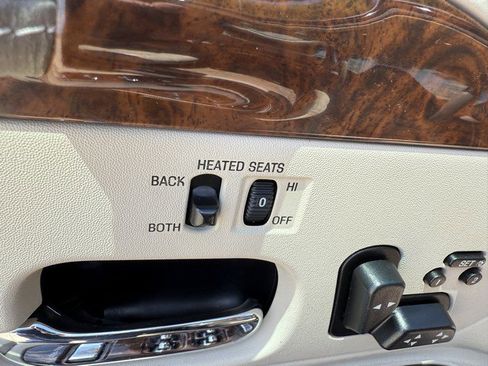 HEATED SEATS
BACK
HI
0
BOTH
OFF
SET